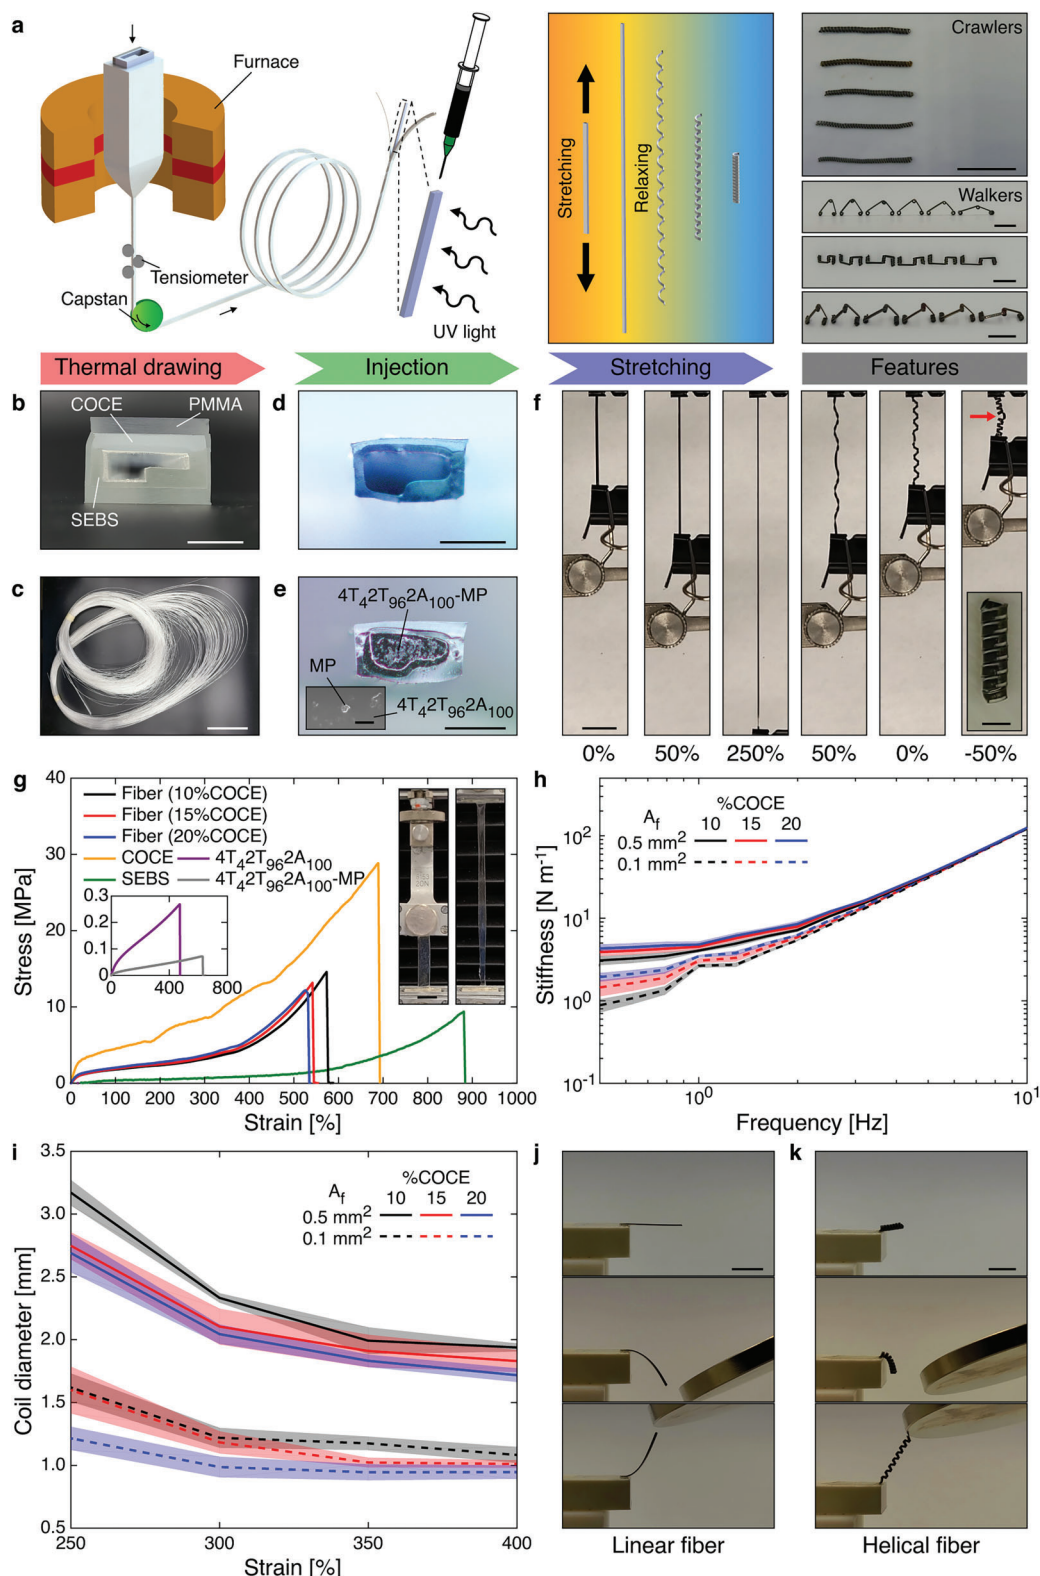 a
Furnace
Tensiometer
Capstan
UV light
Stretching
Relaxing
Crawlers
Walkers
Thermal drawing
Injection
Stretching
Features
b
COCE
PMMA
SEBS
c
d
e
4T₄2T₉₆2A₁₀₀-MP
MP
4T₄2T₉₆2A₁₀₀
f
0%
50%
250%
50%
0%
-50%
g
40
30
20
10
0
Stress [MPa]
Fiber (10%COCE)
Fiber (15%COCE)
Fiber (20%COCE)
COCE
4T₄2T₉₆2A₁₀₀
SEBS
4T₄2T₉₆2A₁₀₀-MP
0.3
0.2
0.1
0
0 400 800
0 100 200 300 400 500 600 700 800 900 1000
Strain [%]
h
%COCE
A_f 10 15 20
0.5 mm²
0.1 mm²
10²
10¹
10⁰
10⁻¹
Stiffness [N m⁻¹]
10⁰ 10¹
Frequency [Hz]
i
%COCE
A_f 10 15 20
0.5 mm²
0.1 mm²
3.5
3.0
2.5
2.0
1.5
1.0
0.5
Coil diameter [mm]
250 300 350 400
Strain [%]
j
Linear fiber
k
Helical fiber